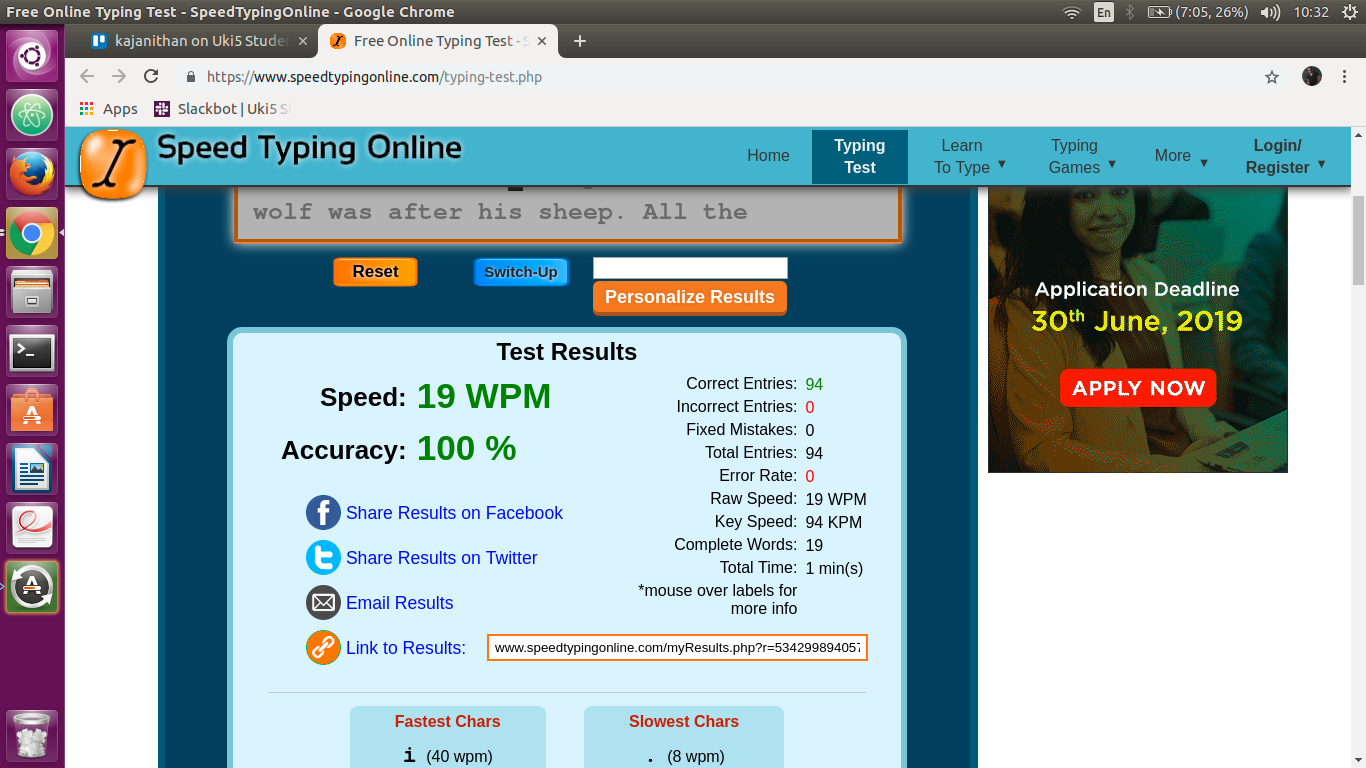 Free Online Typing Test - SpeedTypingOnline - Google Chrome
En
(7:05, 26%)
10:32
kajanithan on Uki5 Stude
Free Online Typing Test - S
https://www.speedtypingonline.com/typing-test.php
Apps
Slackbot | Uki5 S
Speed Typing Online
Home
Typing
Test
Learn
To Type
Typing
Games
More
Login/
Register
wolf was after his sheep. All the
Reset
Switch-Up
Personalize Results
Application Deadline
30th June, 2019
APPLY NOW
Test Results
Speed: 19 WPM
Accuracy: 100 %
Share Results on Facebook
Share Results on Twitter
Email Results
Link to Results: www.speedtypingonline.com/myResults.php?r=534299894057
Correct Entries: 94
Incorrect Entries: 0
Fixed Mistakes: 0
Total Entries: 94
Error Rate: 0
Raw Speed: 19 WPM
Key Speed: 94 KPM
Complete Words: 19
Total Time: 1 min(s)
*mouse over labels for
more info
Fastest Chars
i (40 wpm)
Slowest Chars
. (8 wpm)